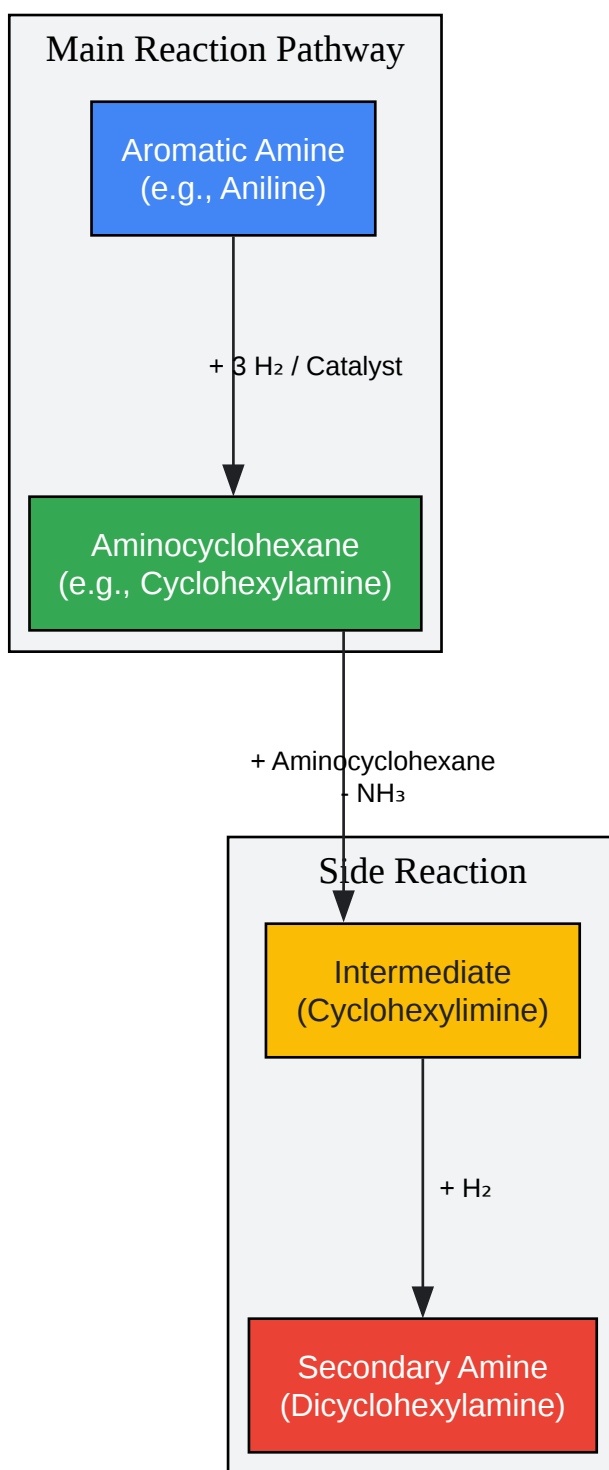 Main Reaction Pathway
Aromatic Amine
(e.g., Aniline)
+ 3 H₂ / Catalyst
Aminocyclohexane
(e.g., Cyclohexylamine)
+ Aminocyclohexane
- NH₃
Side Reaction
Intermediate
(Cyclohexylimine)
+ H₂
Secondary Amine
(Dicyclohexylamine)